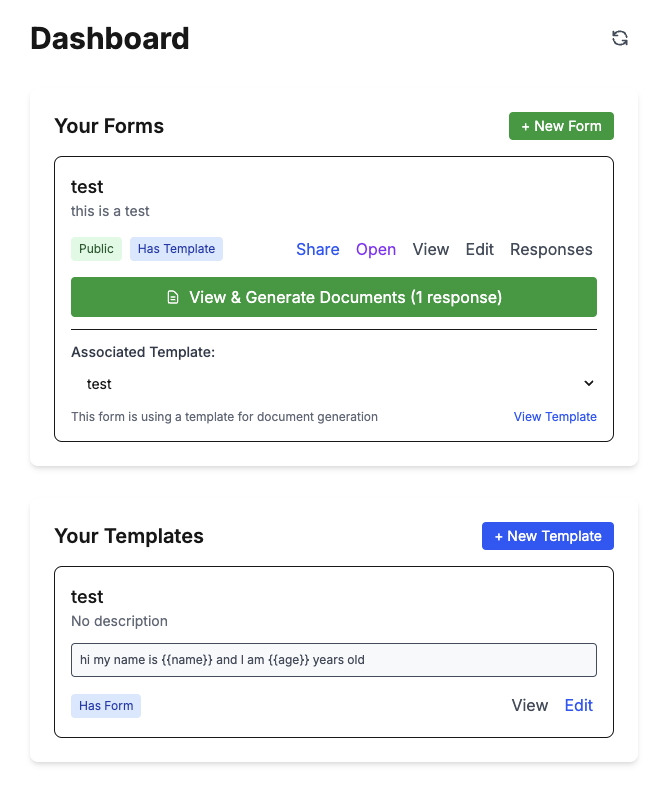 Dashboard
Your Forms
+ New Form
test
this is a test
Public Has Template Share Open View Edit Responses
View & Generate Documents (1 response)
Associated Template:
test
This form is using a template for document generation View Template
Your Templates
+ New Template
test
No description
hi my name is {{name}} and I am {{age}} years old
Has Form View Edit